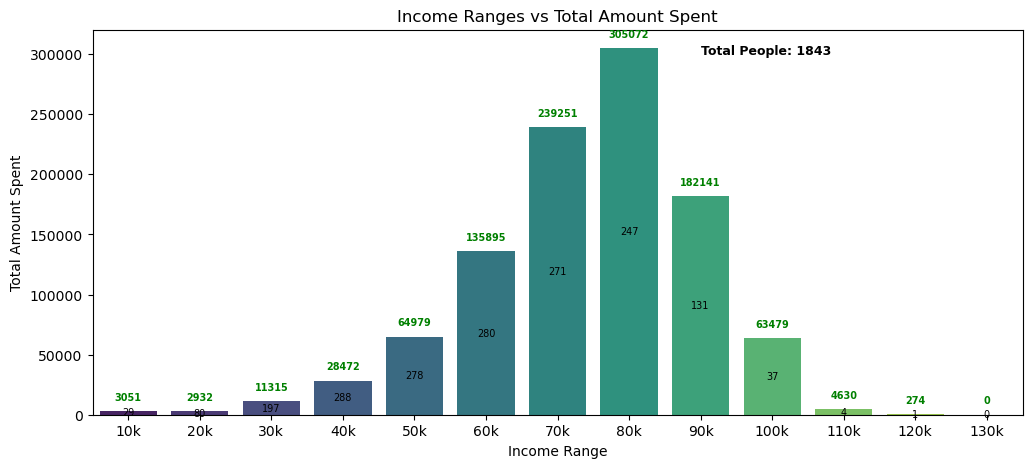 Income Ranges vs Total Amount Spent
Total People: 1843
Total Amount Spent
300000
250000
200000
150000
100000
50000
0
3051
2932
11315
28472
64979
135895
239251
305072
182141
63479
4630
274
0
29
80
197
288
278
280
271
247
131
37
4
1
0
10k
20k
30k
40k
50k
60k
70k
80k
90k
100k
110k
120k
130k
Income Range